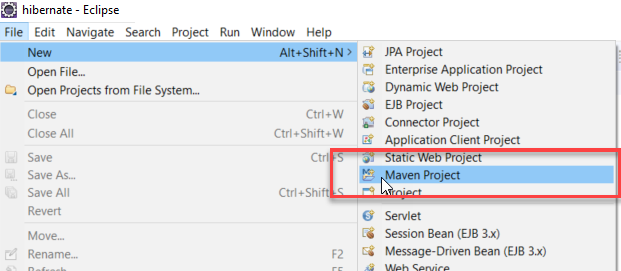 hibernate - Eclipse
File Edit Navigate Search Project Run Window Help
New Alt+Shift+N >
Open File...
Open Projects from File System...
Close Ctrl+W
Close All Ctrl+Shift+W
Save Ctrl+S
Save As...
Save All Ctrl+Shift+S
Revert
Move...
Rename... F2
Refresh F5
JPA Project
Enterprise Application Project
Dynamic Web Project
EJB Project
Connector Project
Application Client Project
Static Web Project
Maven Project
Project
Servlet
Session Bean (EJB 3.x)
Message-Driven Bean (EJB 3.x)
Web Service